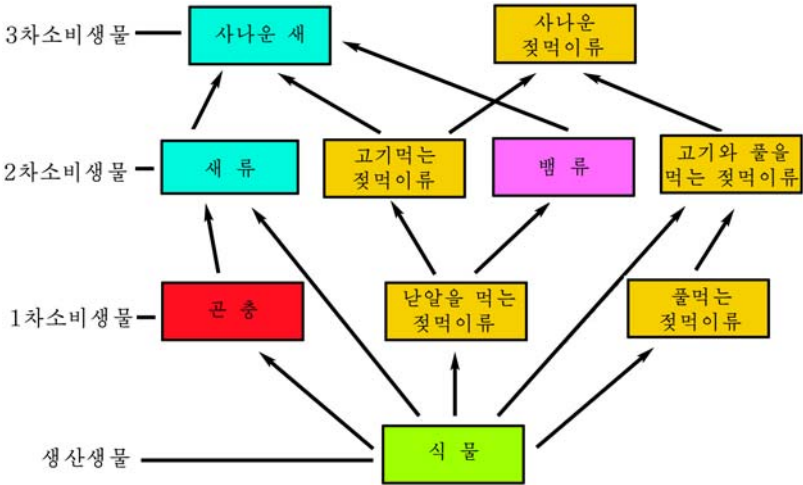 3차소비생물
사나운 새
사나운
젖먹이류
2차소비생물
새 류
고기먹는
젖먹이류
뱀 류
고기와 풀을
먹는 젖먹이류
1차소비생물
곤 충
낟알을 먹는
젖먹이류
풀먹는
젖먹이류
생산생물
식 물